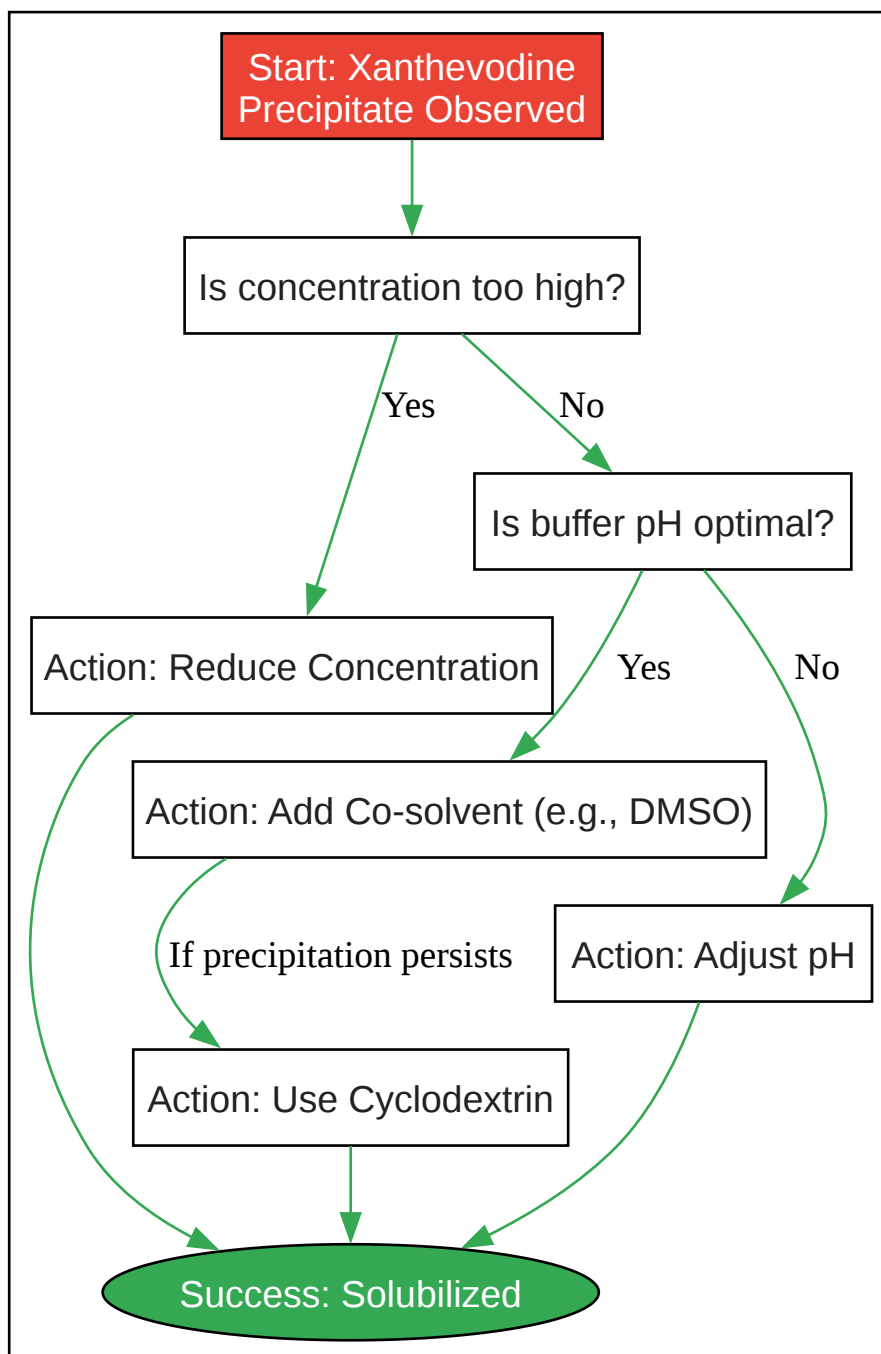 Start: Xanthevodine
Precipitate Observed
Is concentration too high?
Yes
No
Is buffer pH optimal?
Action: Reduce Concentration
Yes
No
Action: Add Co-solvent (e.g., DMSO)
If precipitation persists
Action: Adjust pH
Action: Use Cyclodextrin
Success: Solubilized